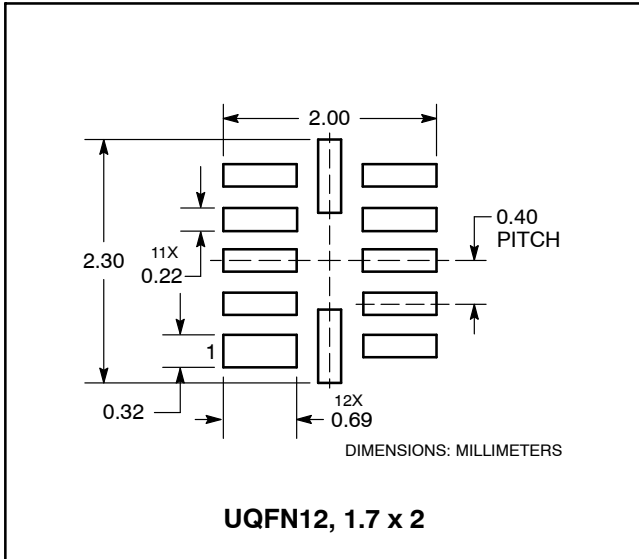 2.00
0.40
PITCH
2.30
11X
0.22
1
0.32
12X
0.69
DIMENSIONS: MILLIMETERS
UQFN12, 1.7 x 2